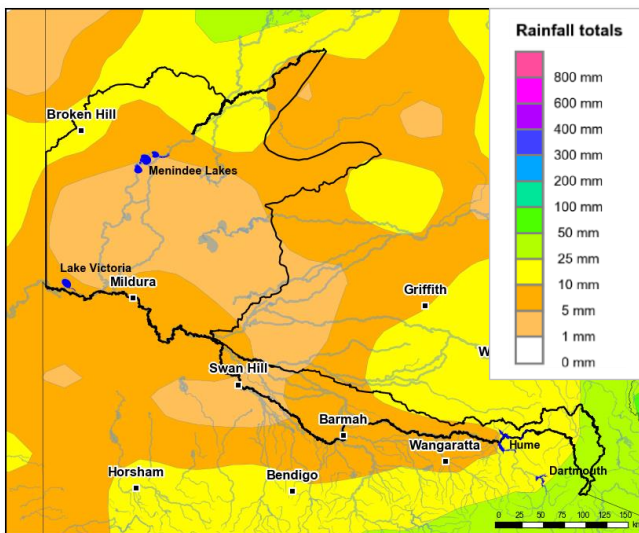 Rainfall totals
800 mm
600 mm
400 mm
300 mm
200 mm
100 mm
50 mm
25 mm
10 mm
5 mm
1 mm
0 mm
Broken Hill
Menindee Lakes
Lake Victoria
Mildura
Griffith
W
Swan Hill
Barmah
Wangaratta
Hume
Dartmouth
Horsham
Bendigo
0 25 50 75 100 125 150